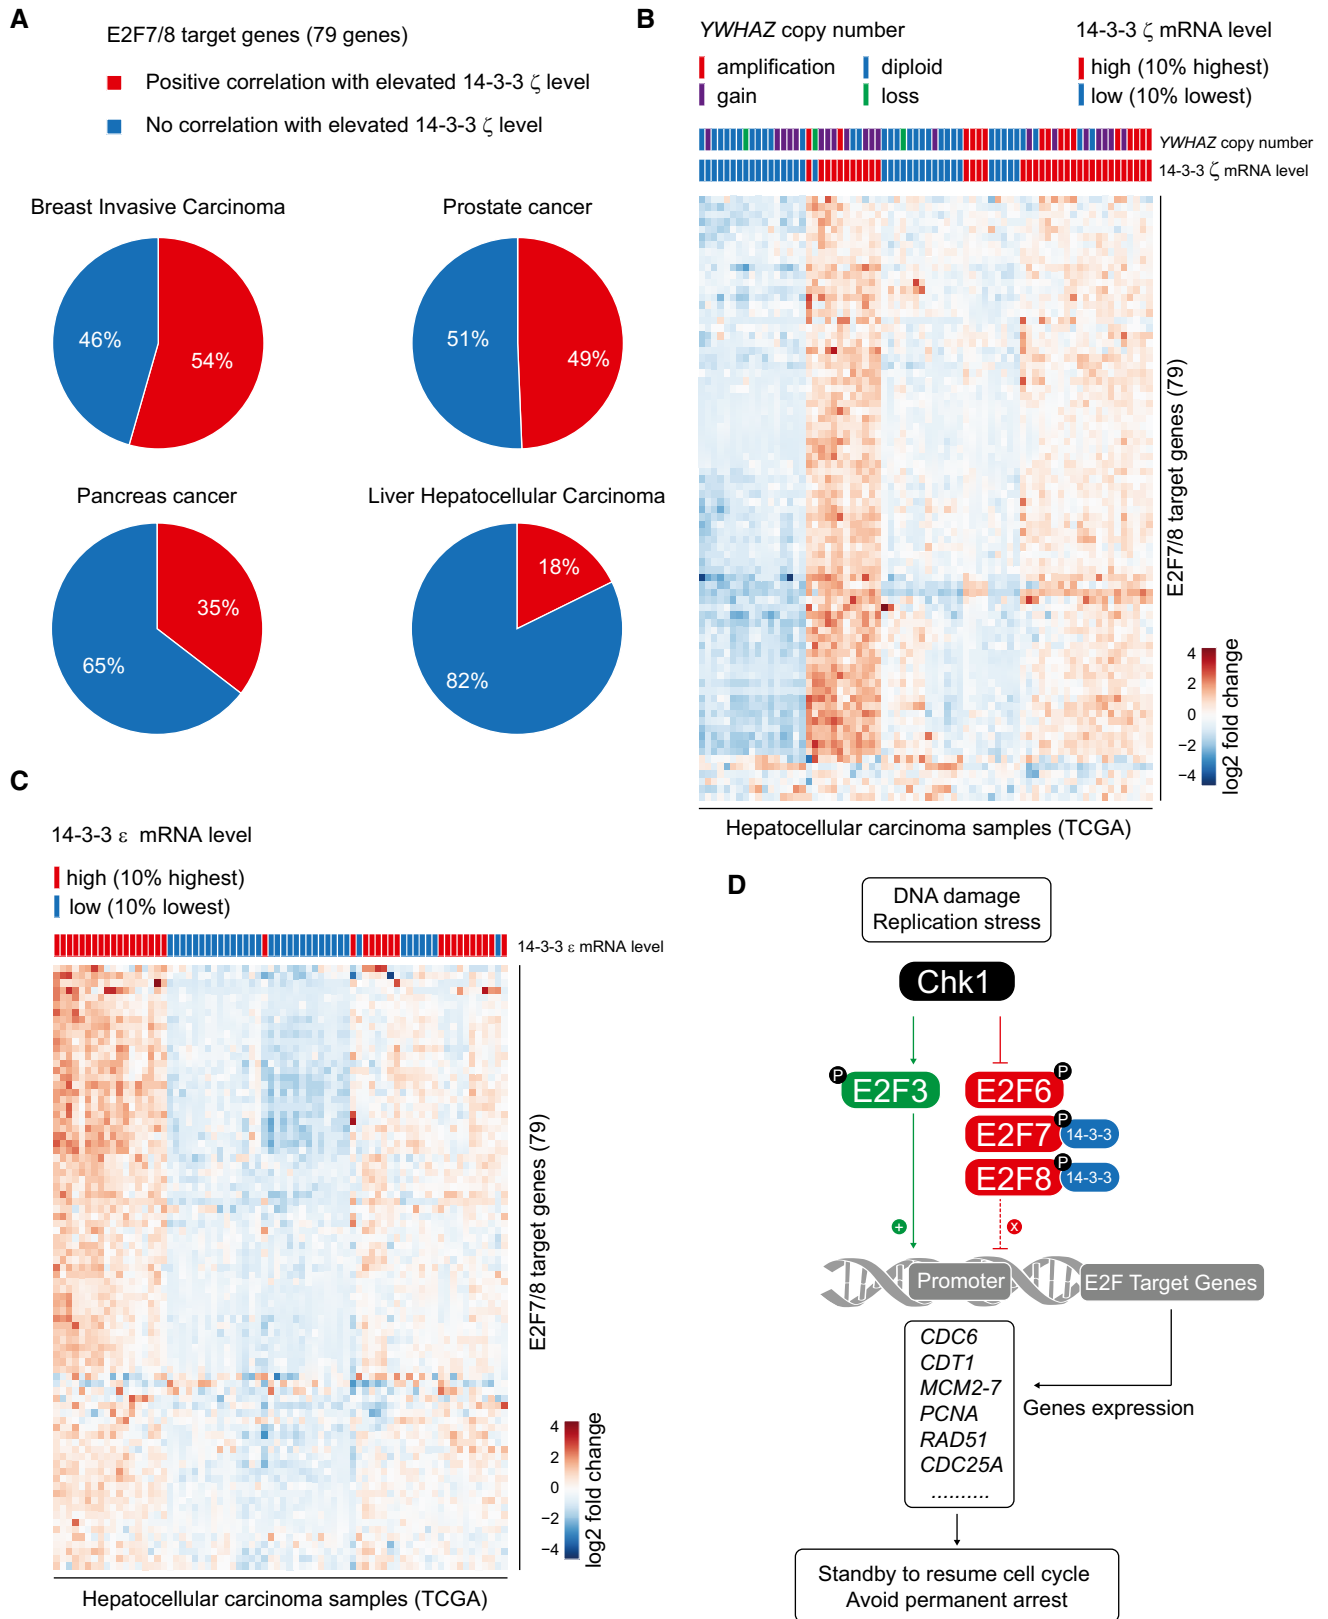 A
E2F7/8 target genes (79 genes)
Positive correlation with elevated 14-3-3 ζ level
No correlation with elevated 14-3-3 ζ level
Breast Invasive Carcinoma
46%
54%
Prostate cancer
51%
49%
Pancreas cancer
65%
35%
Liver Hepatocellular Carcinoma
18%
82%
B
YWHAZ copy number
amplification
diploid
gain
loss
14-3-3 ζ mRNA level
high (10% highest)
low (10% lowest)
YWHAZ copy number
14-3-3 ζ mRNA level
E2F7/8 target genes (79)
4
2
0
−2
−4
log2 fold change
Hepatocellular carcinoma samples (TCGA)
C
14-3-3 ε mRNA level
high (10% highest)
low (10% lowest)
14-3-3 ε mRNA level
E2F7/8 target genes (79)
4
2
0
−2
−4
log2 fold change
Hepatocellular carcinoma samples (TCGA)
D
DNA damage
Replication stress
Chk1
P
E2F3
P
E2F6
P
E2F7
14-3-3
P
E2F8
14-3-3
+
x
Promoter
E2F Target Genes
CDC6
CDT1
MCM2-7
PCNA
RAD51
CDC25A
..........
Genes expression
Standby to resume cell cycle
Avoid permanent arrest